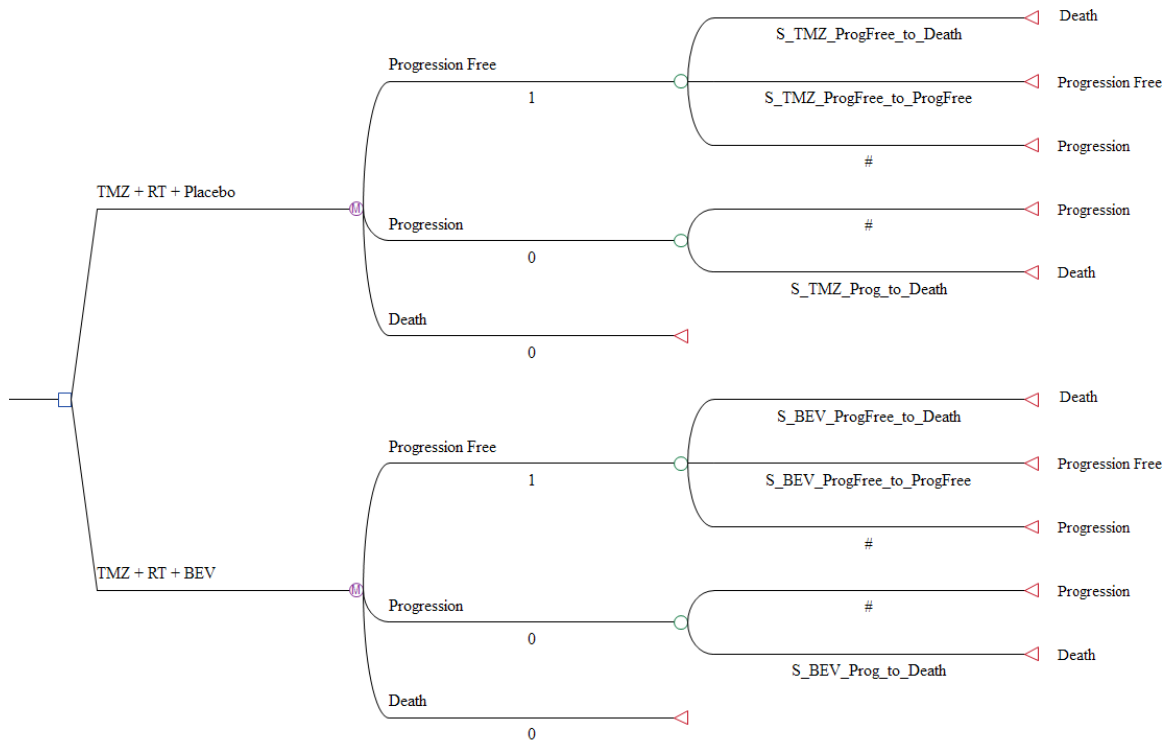 Death
S_TMZ_ProgFree_to_Death
Progression Free
1
S_TMZ_ProgFree_to_ProgFree
Progression Free
#
Progression
TMZ + RT + Placebo
M
Progression
0
#
Progression
S_TMZ_Prog_to_Death
Death
Death
0
Death
S_BEV_ProgFree_to_Death
Progression Free
1
S_BEV_ProgFree_to_ProgFree
Progression Free
#
Progression
TMZ + RT + BEV
M
Progression
0
#
Progression
S_BEV_Prog_to_Death
Death
Death
0